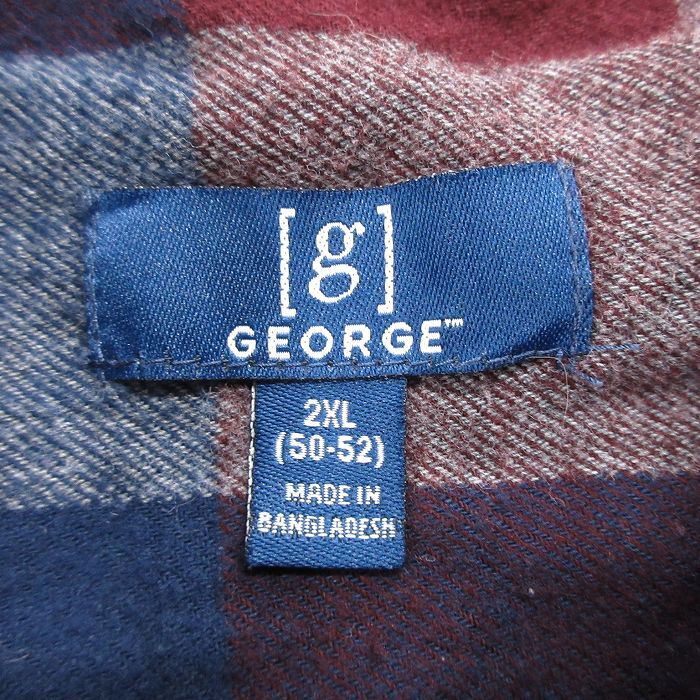 [g]
GEORGE™
2XL
(50-52)
MADE IN
BANGLADESH